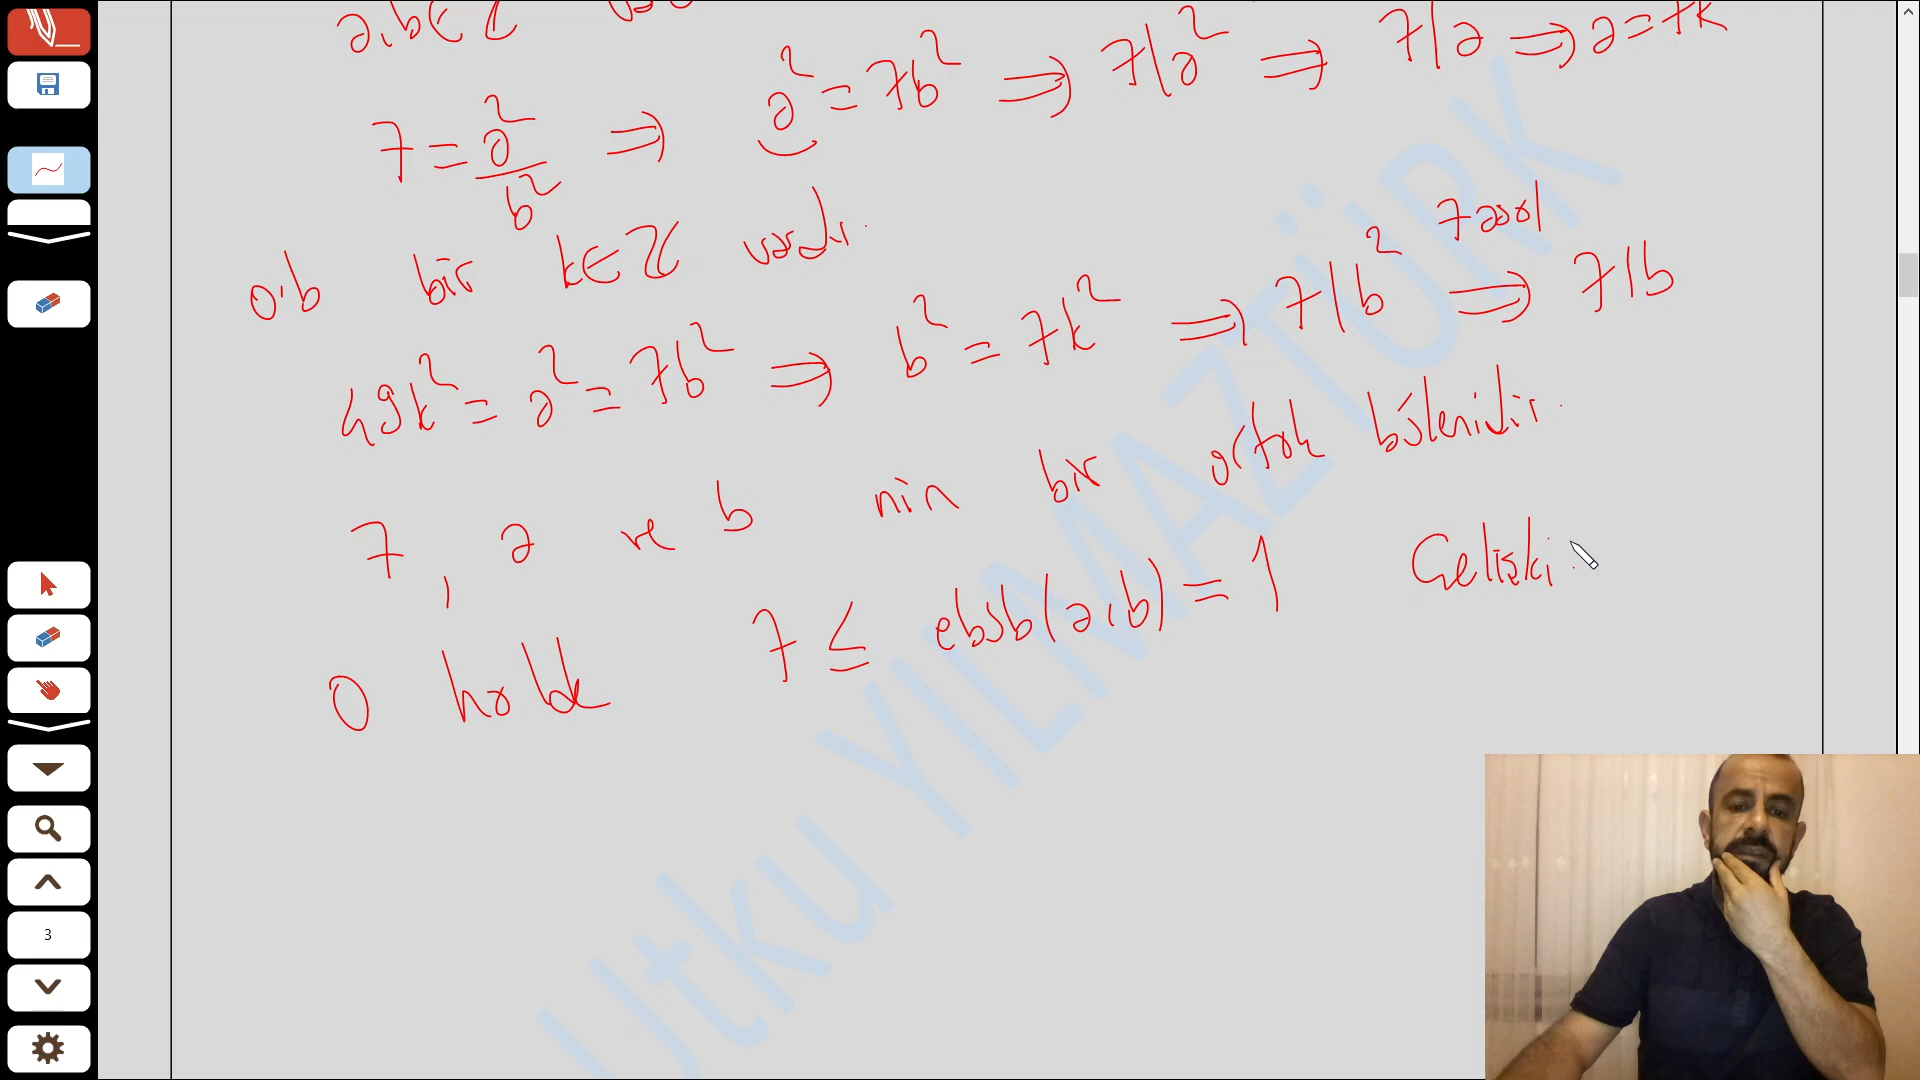 a,b∈Z
7 = a²/b² ⇒ a² = 7b² ⇒ 7|a² ⇒ 7|a ⇒ a = 7k
ö.b bir k∈Z vardır.
49k² = a² = 7b² ⇒ b² = 7k² ⇒ 7|b² 7 asal ⇒ 7|b
7, a ve b nin bir ortak bölenidir.
O halde 7 ≤ ebob(a,b) = 1 Çelişki.
Utku YILMAZTÜRK
3